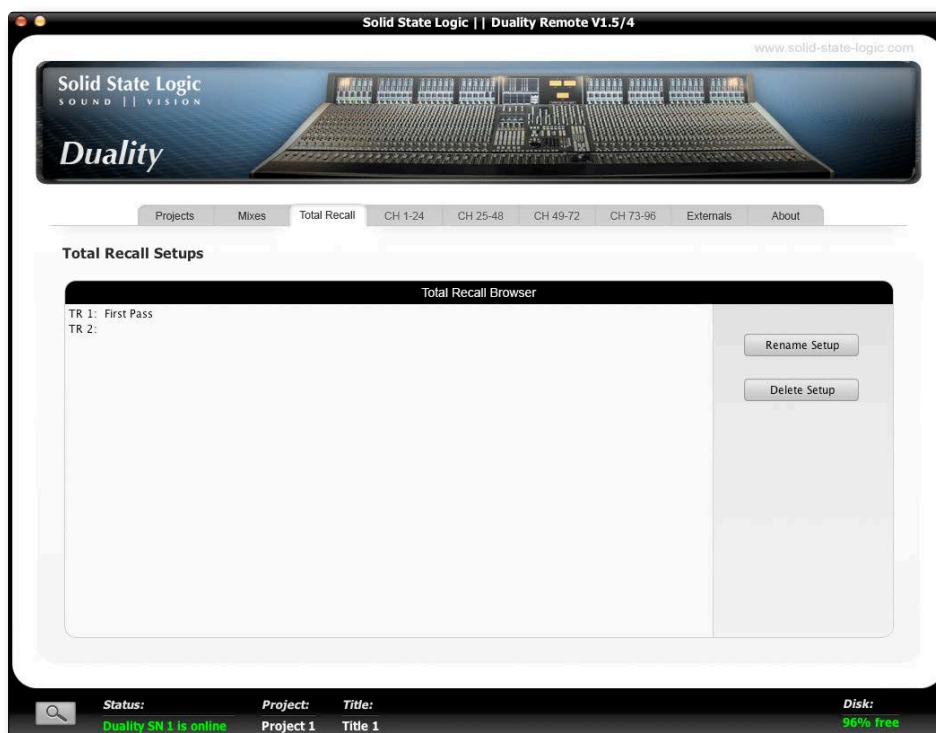 Solid State Logic || Duality Remote V1.5/4
www.solid-state-logic.com
Solid State Logic
SOUND || VISION
Duality
Projects Mixes Total Recall CH 1-24 CH 25-48 CH 49-72 CH 73-96 Externals About
Total Recall Setups
Total Recall Browser
TR 1: First Pass
TR 2:
Rename Setup
Delete Setup
Status: Project: Title: Disk:
Duality SN 1 is online Project 1 Title 1 96% free